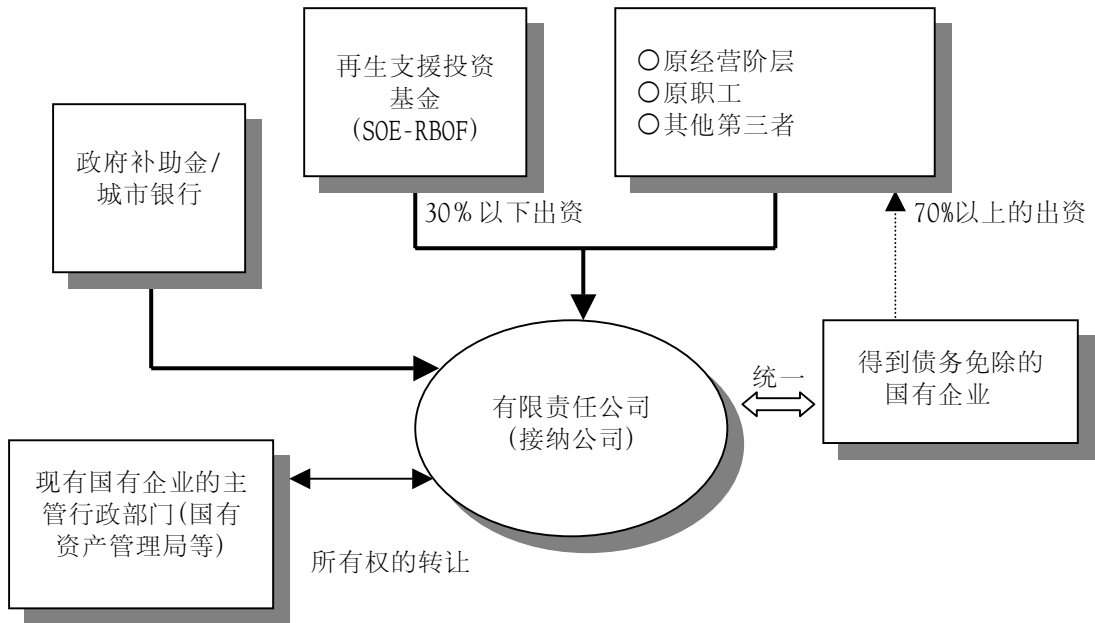 再生支援投资
基金
(SOE-RBOF)
○原经营阶层
○原职工
○其他第三者
政府补助金/
城市银行
30%以下出资
70%以上的出资
统一
得到债务免除的
国有企业
有限责任公司
(接纳公司)
现有国有企业的主
管行政部门(国有
资产管理局等)
所有权的转让